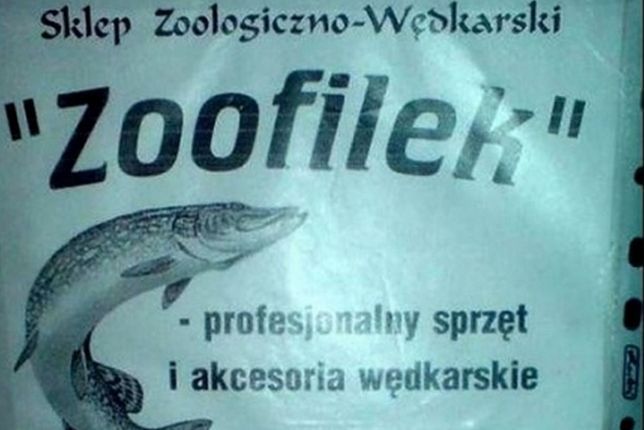 Sklep Zoologiczno-Wędkarski
"Zoofilek"
- profesjonalny sprzęt
i akcesoria wędkarskie